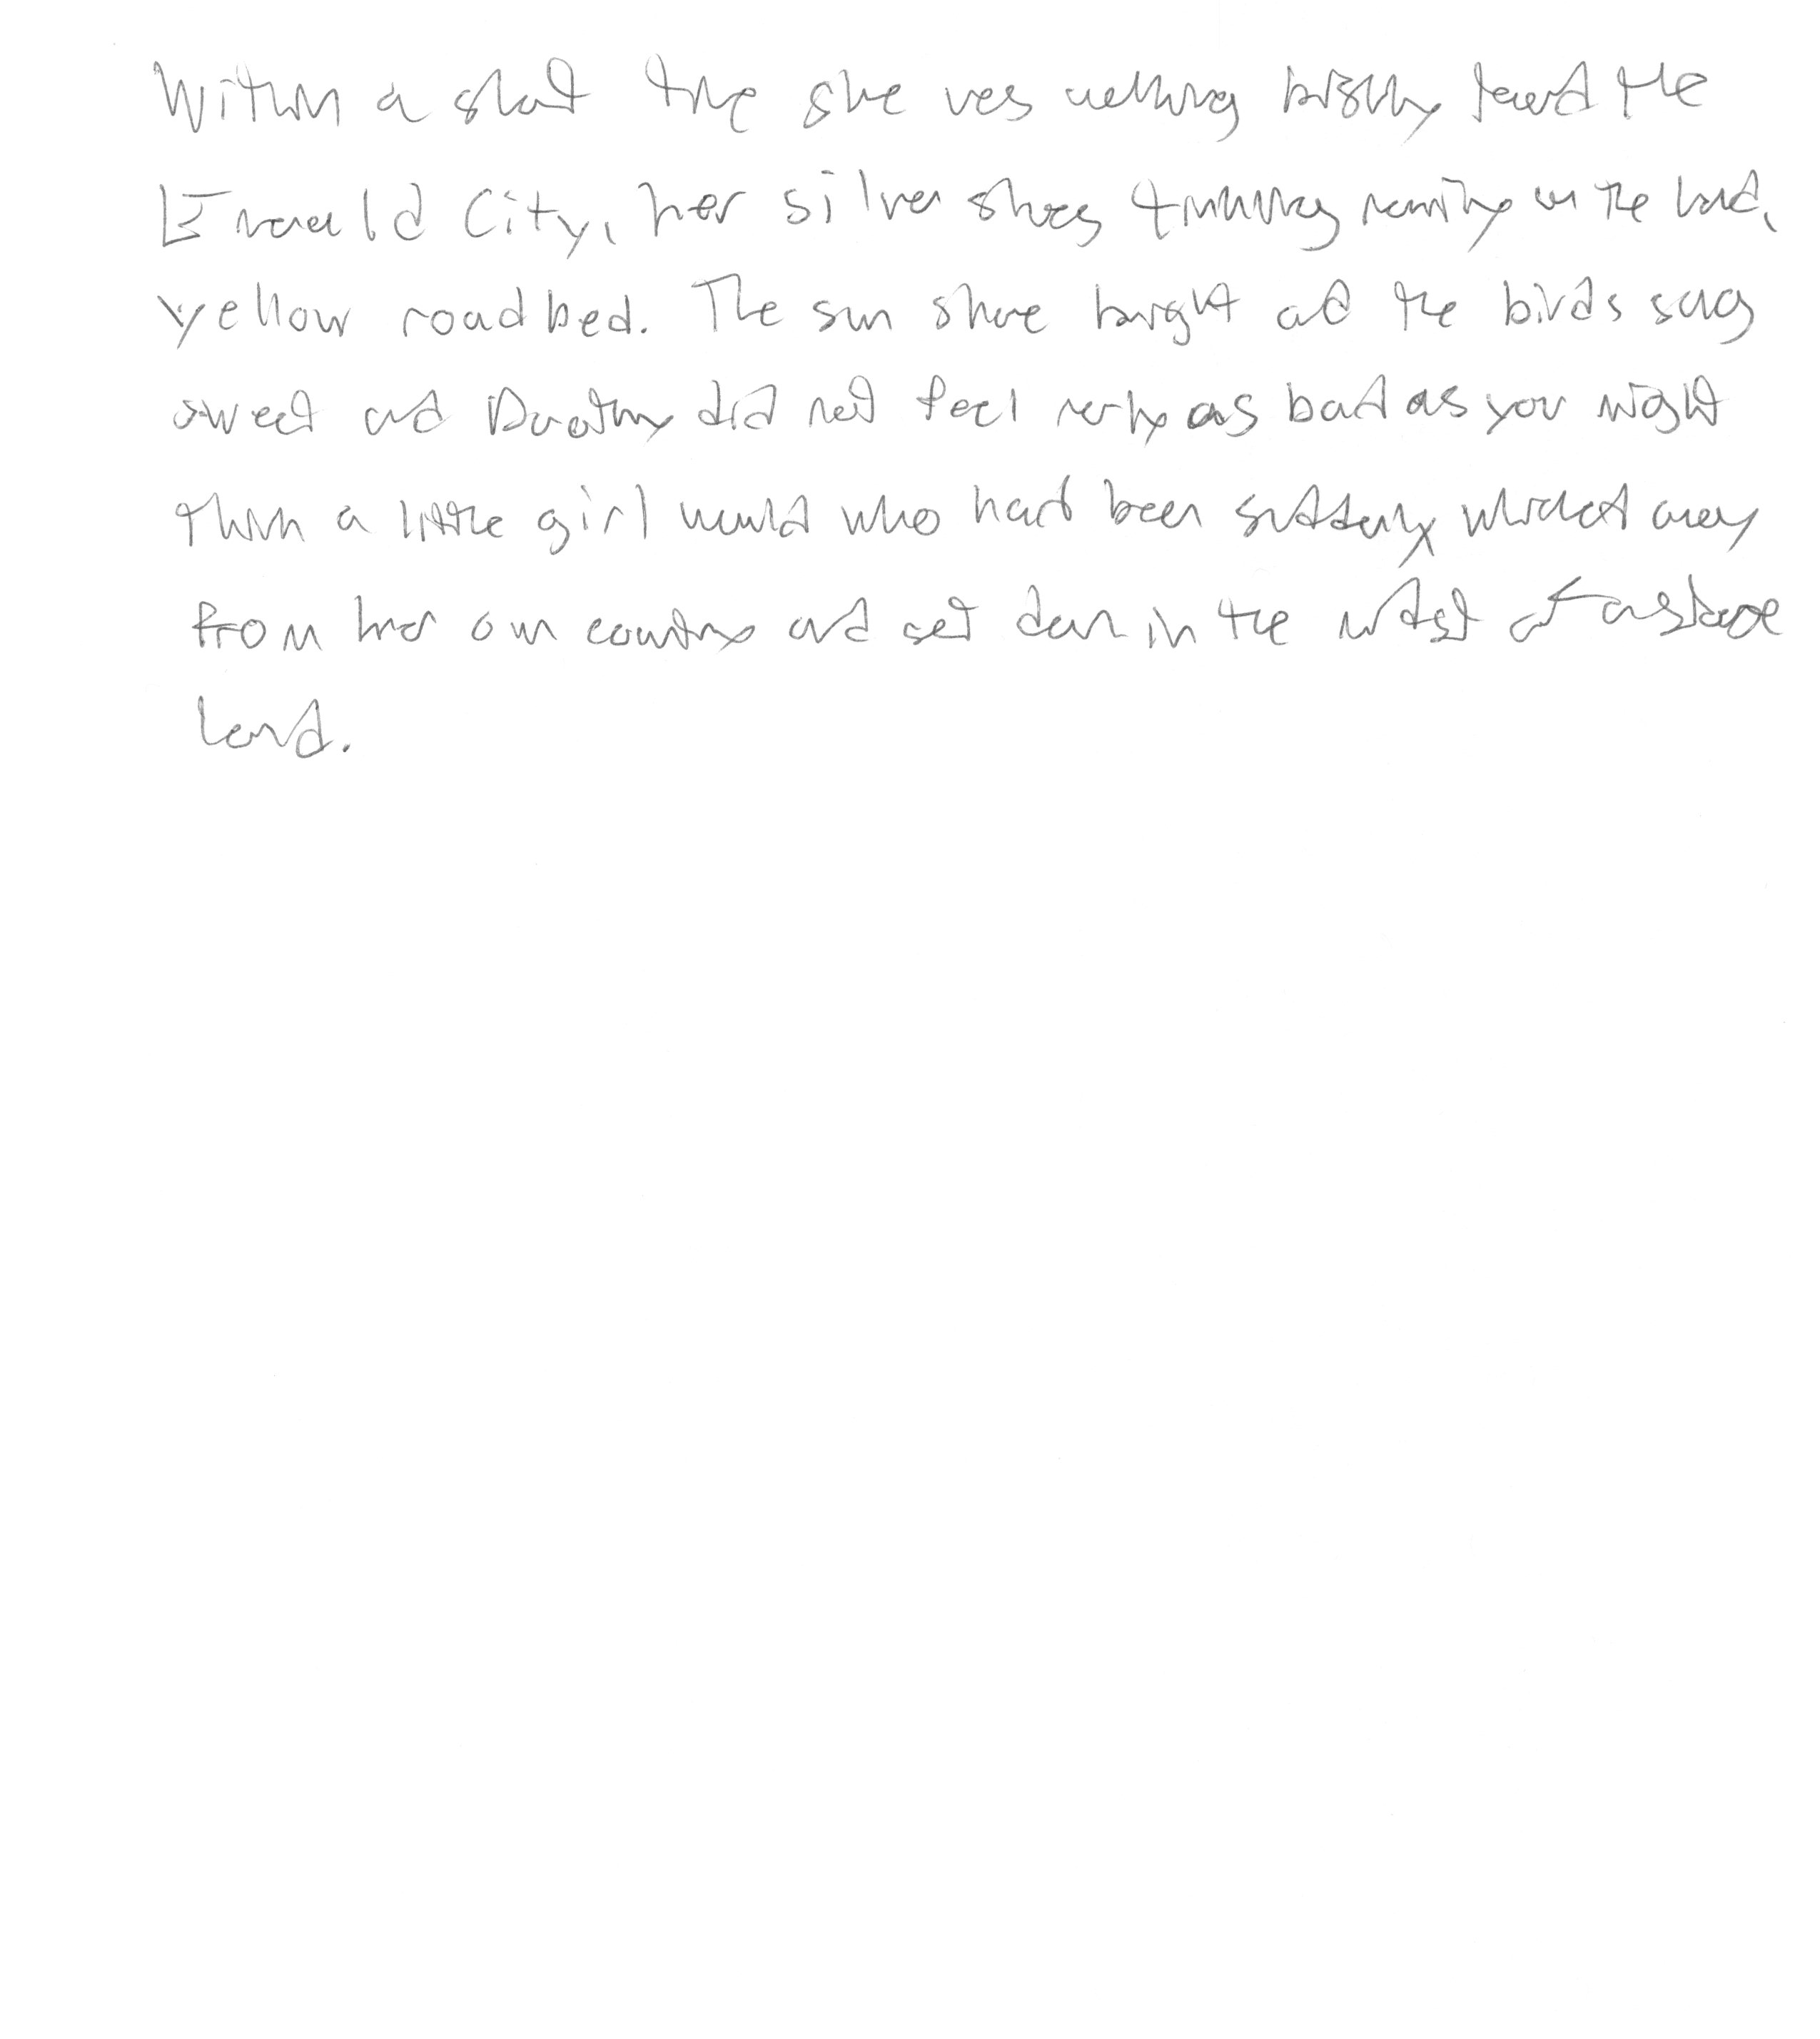 Within a short time she was walking briskly toward the
Emerald City, her silver shoes tinkling merrily on the hard,
yellow roadbed. The sun shone bright and the birds sang
sweet and Dorothy did not feel nearly as bad as you might
think a little girl would who had been suddenly whisked away
from her own country and set down in the midst of a strange
land.